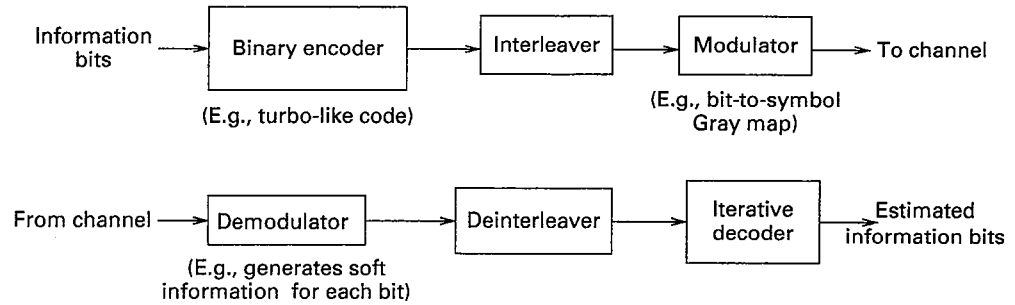 Information
bits
Binary encoder
Interleaver
Modulator
To channel
(E.g., turbo-like code)
(E.g., bit-to-symbol
Gray map)
From channel
Demodulator
Deinterleaver
Iterative
decoder
Estimated
information bits
(E.g., generates soft
information for each bit)